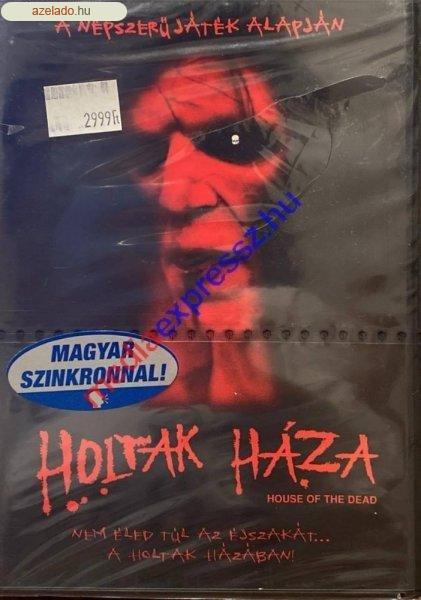 azelado.hu
A NÉPSZERŰ JÁTÉK ALAPJÁN
2999Ft
mediaexpressz.hu
MAGYAR
SZINKRONNAL!
HOLTAK HÁZA
HOUSE OF THE DEAD
NEM ÉLED TÚL AZ ÉJSZAKÁT...
A HOLTAK HÁZÁBAN!